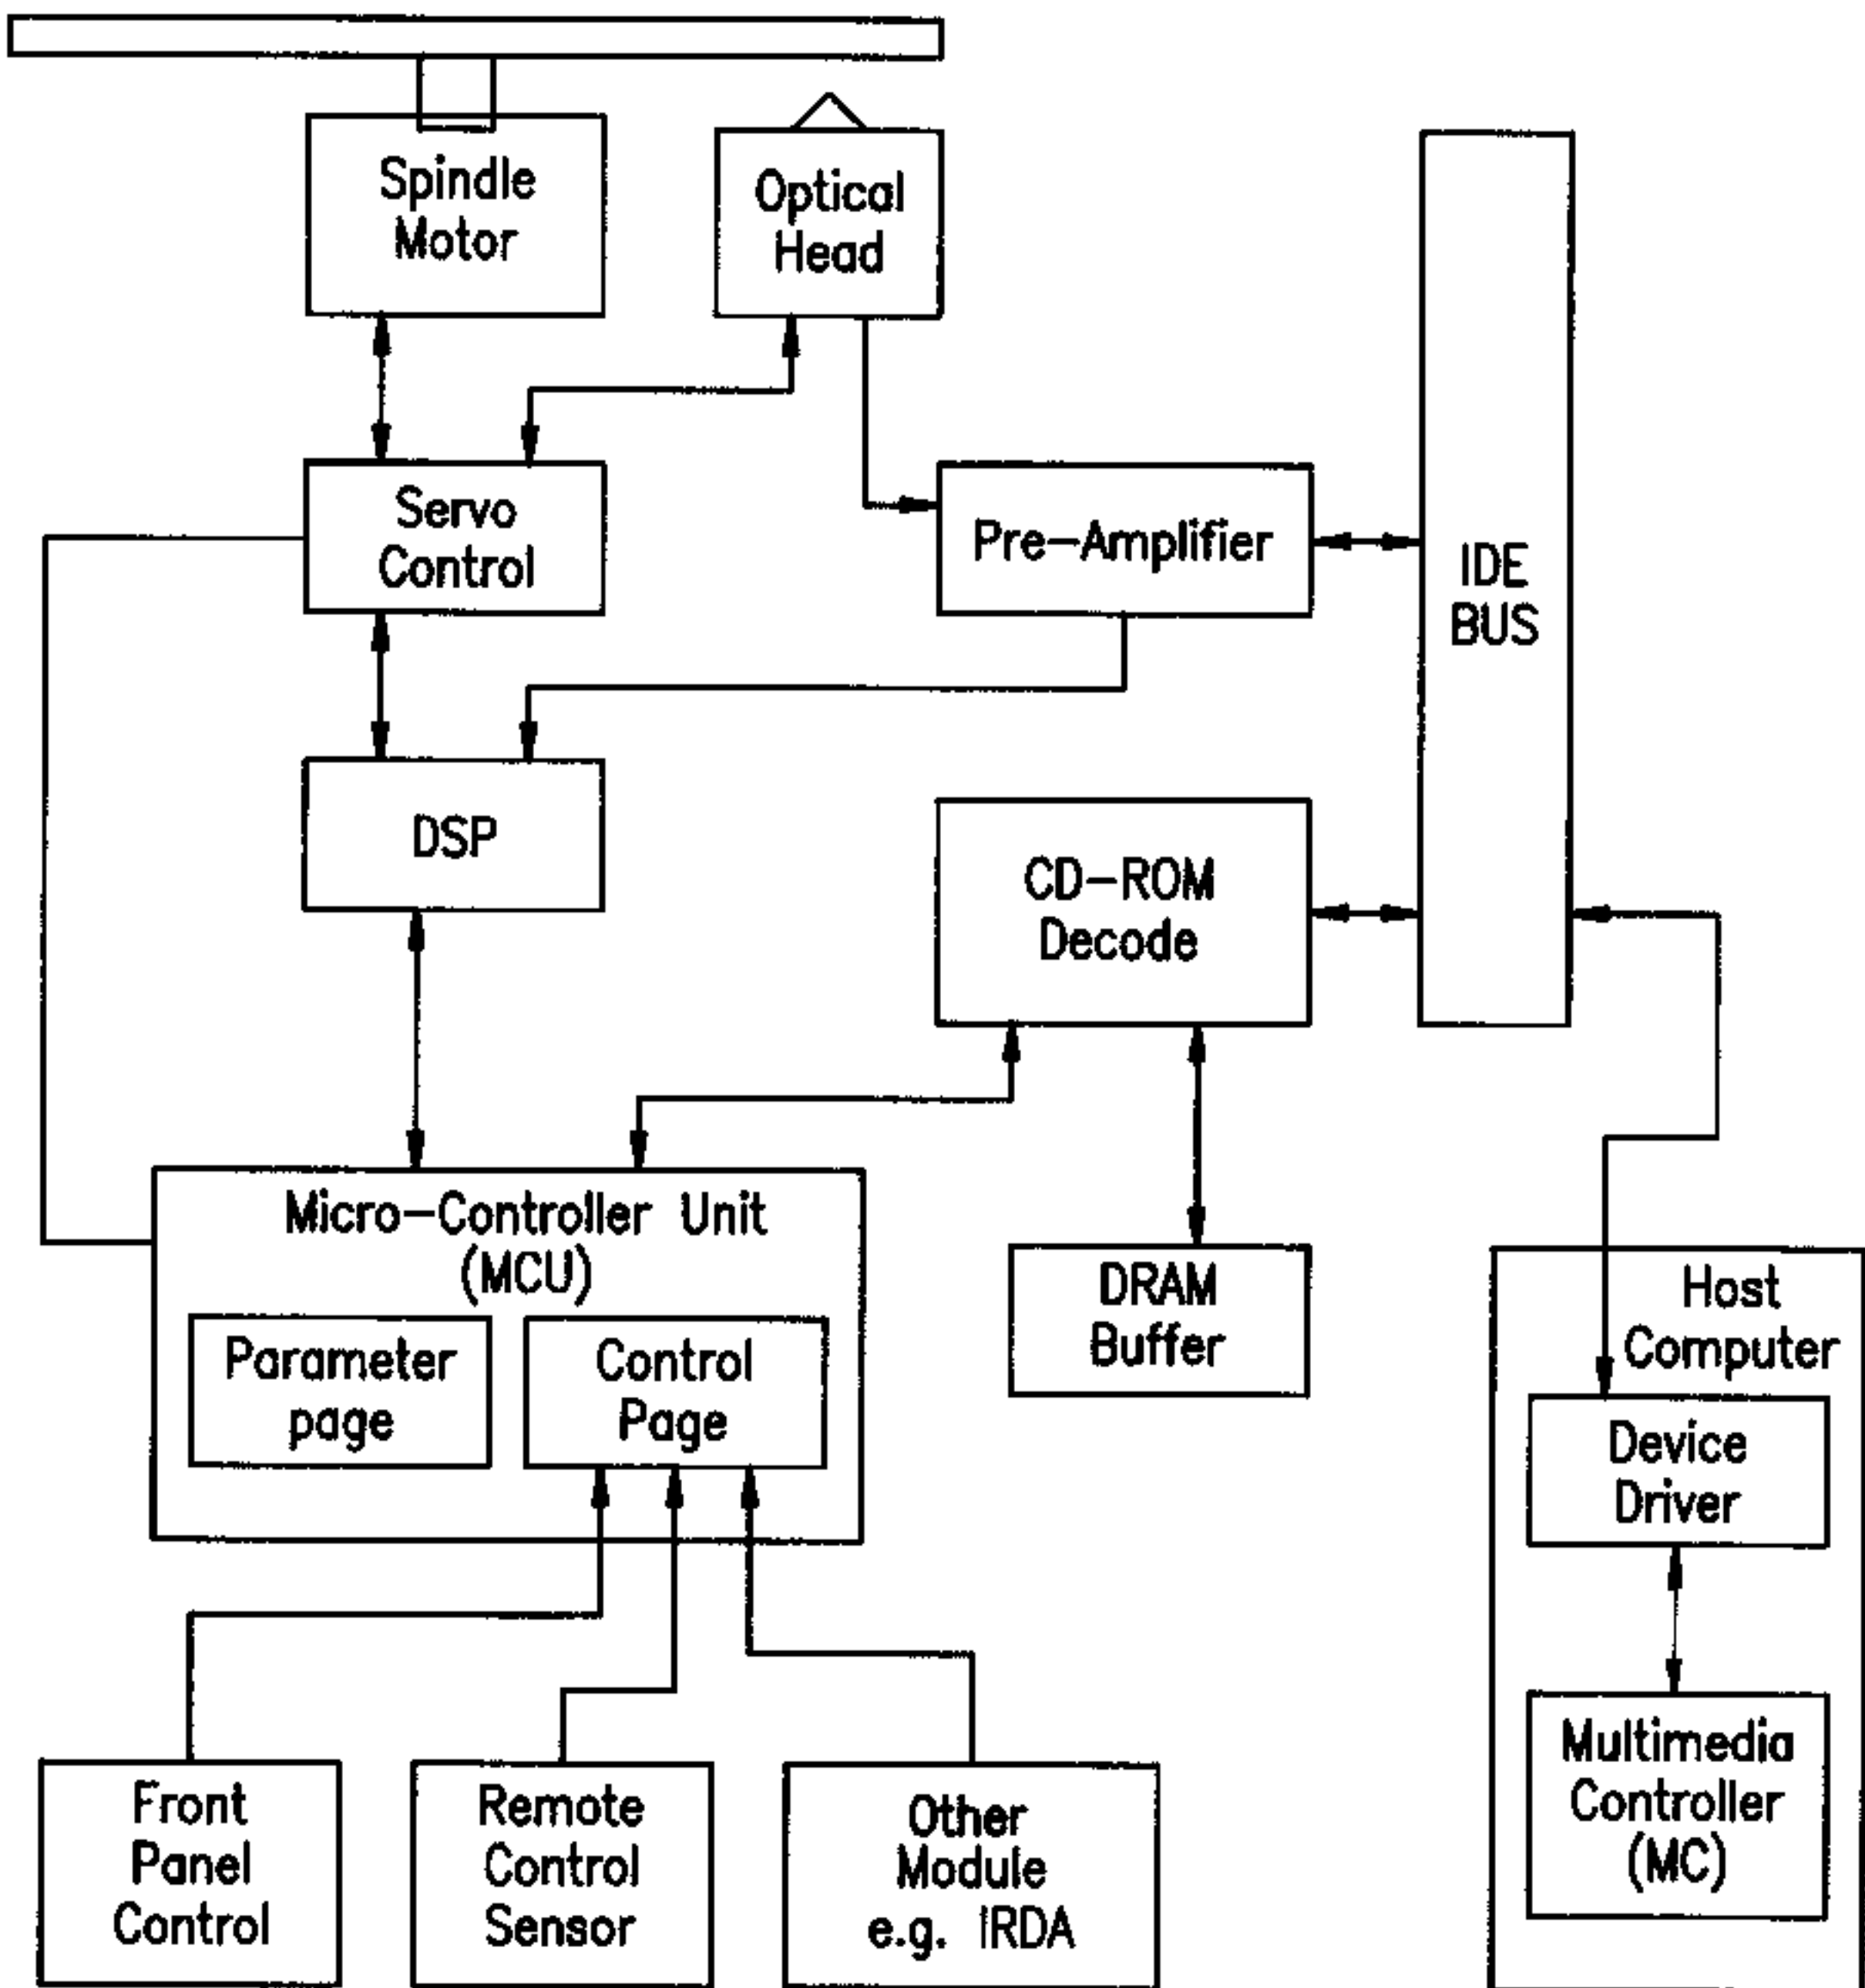 Spindle
Motor
Optical
Head
Servo
Control
Pre-Amplifier
IDE
BUS
DSP
CD-ROM
Decode
Micro-Controller Unit
(MCU)
Parameter
page
Control
Page
DRAM
Buffer
Host
Computer
Device
Driver
Multimedia
Controller
(MC)
Front
Panel
Control
Remote
Control
Sensor
Other
Module
e.g. IRDA